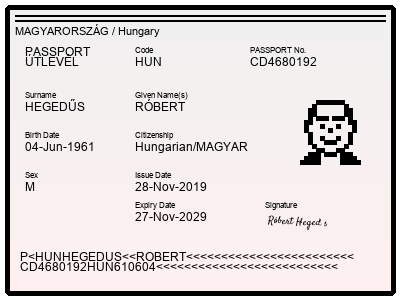 MAGYARORSZÁG / Hungary
PASSPORT
ÚTLEVÉL
Code
HUN
PASSPORT No.
CD4680192
Surname
HEGEDŰS
Given Name(s)
RÓBERT
Birth Date
04-Jun-1961
Citizenship
Hungarian/MAGYAR
Sex
M
Issue Date
28-Nov-2019
Expiry Date
27-Nov-2029
Signature
Róbert Heged s
P<HUNHEGEDUS<<ROBERT<<<<<<<<<<<<<<<<<<<<<<<<
CD4680192HUN610604<<<<<<<<<<<<<<<<<<<<<<<<<<